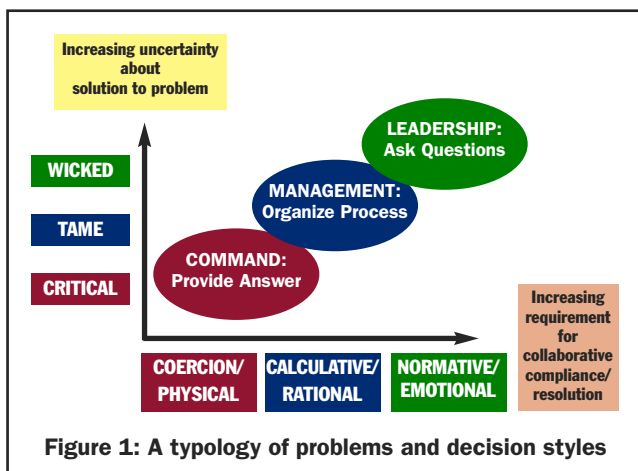 Increasing uncertainty
about
solution to problem
LEADERSHIP:
Ask Questions
WICKED
MANAGEMENT:
Organize Process
TAME
COMMAND:
Provide Answer
CRITICAL
Increasing
requirement
for
collaborative
compliance/
resolution
COERCION/
PHYSICAL
CALCULATIVE/
RATIONAL
NORMATIVE/
EMOTIONAL
Figure 1: A typology of problems and decision styles